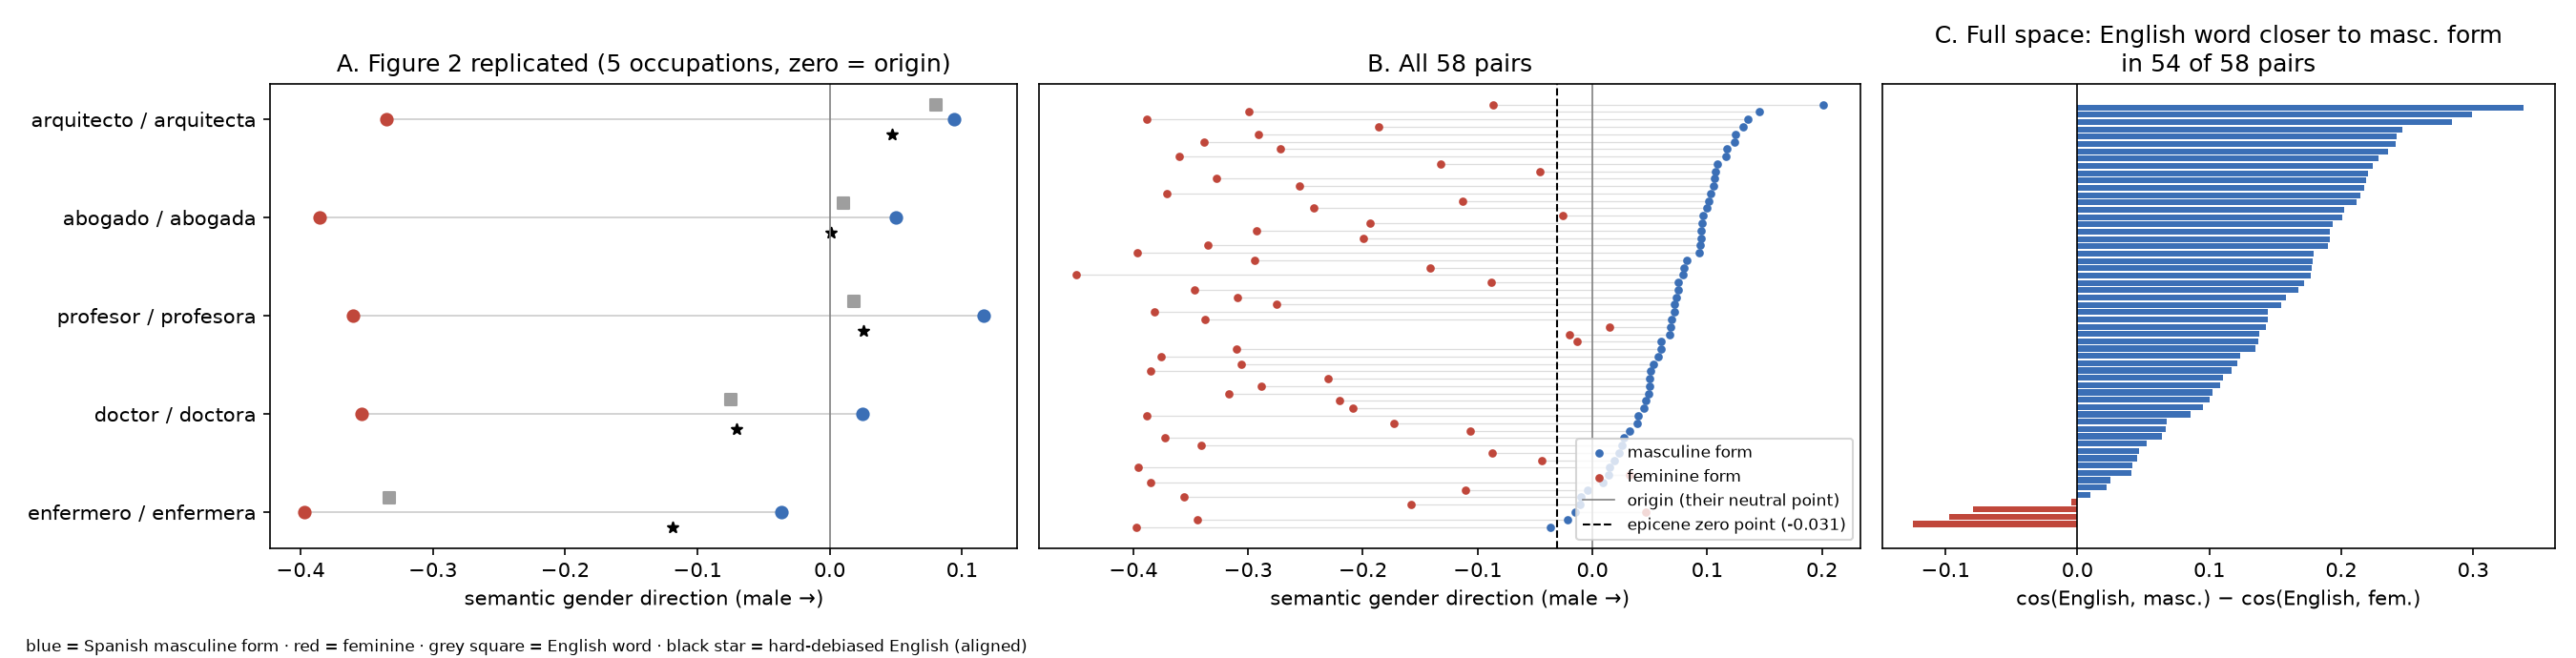 A. Figure 2 replicated (5 occupations, zero = origin)
arquitecto / arquitecta
abogado / abogada
profesor / profesora
doctor / doctora
enfermero / enfermera
−0.4 −0.3 −0.2 −0.1 0.0 0.1
semantic gender direction (male →)
B. All 58 pairs
masculine form
feminine form
origin (their neutral point)
epicene zero point (-0.031)
−0.4 −0.3 −0.2 −0.1 0.0 0.1 0.2
semantic gender direction (male →)
C. Full space: English word closer to masc. form
in 54 of 58 pairs
−0.1 0.0 0.1 0.2 0.3
cos(English, masc.) − cos(English, fem.)
blue = Spanish masculine form · red = feminine · grey square = English word · black star = hard-debiased English (aligned)